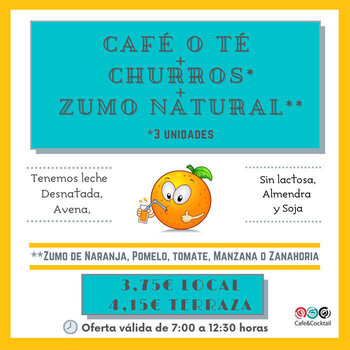 CAFÉ O TÉ
+
CHURROS*
+
ZUMO NATURAL**
*3 UNIDADES
Tenemos leche
Desnatada,
Avena,
Sin lactosa,
Almendra
y Soja
**ZUMO DE NARANJA, POMELO, TOMATE, MANZANA O ZANAHORIA
3,75€ LOCAL
4,15€ TERRAZA
Oferta válida de 7:00 a 12:30 horas
Cafe&Cocktail